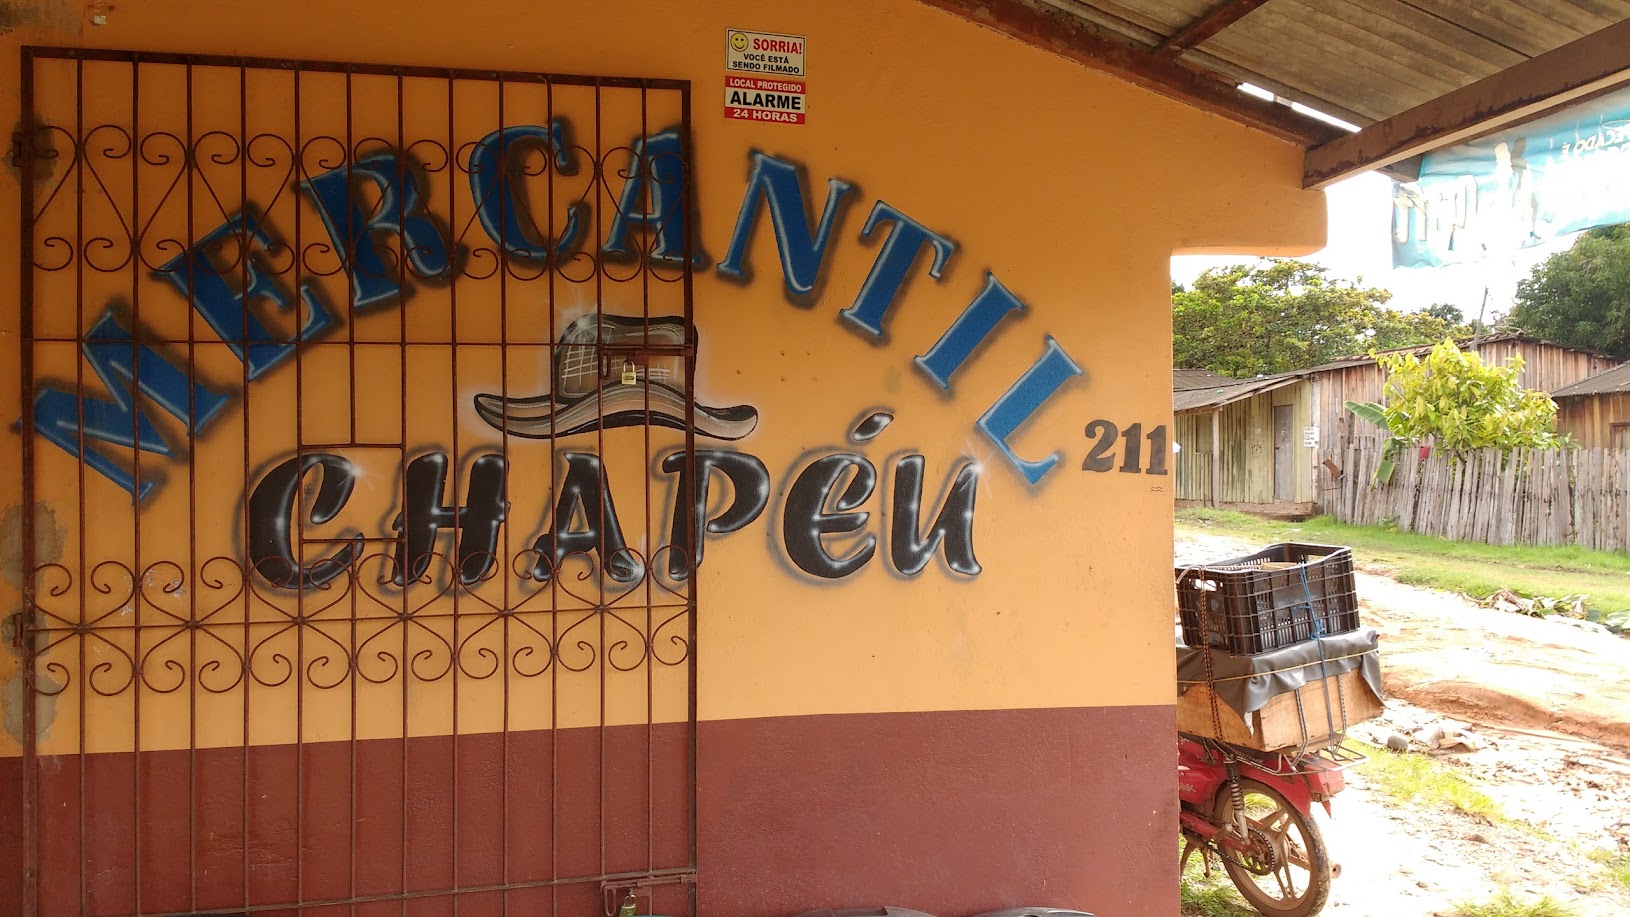 SORRIA!
VOCÊ ESTÁ
SENDO FILMADO
LOCAL PROTEGIDO
ALARME
24 HORAS
MERCANTIL
CHAPÉU
211